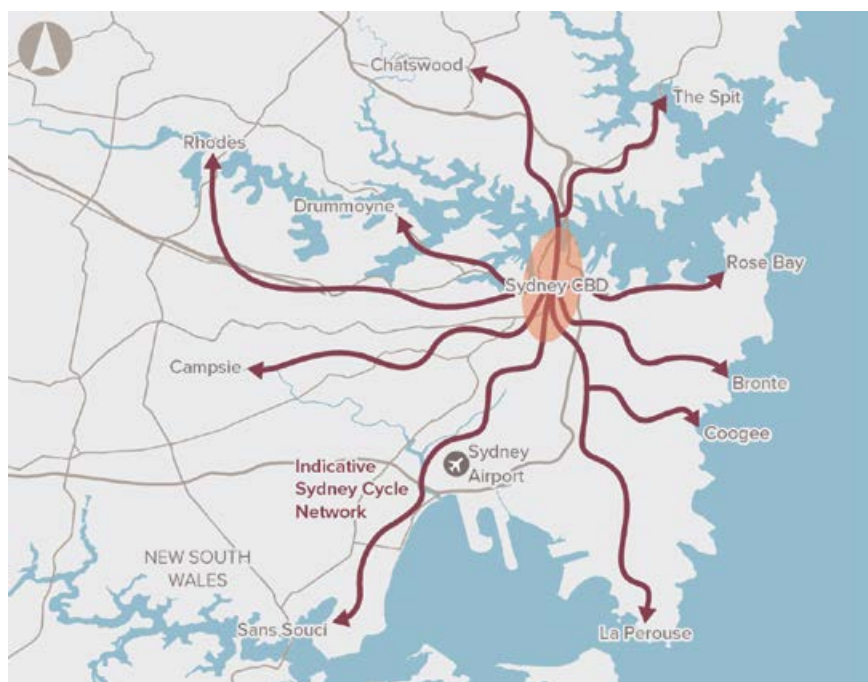 Chatswood
The Spit
Rhodes
Drummoyne
Rose Bay
Sydney CBD
Campsie
Bronte
Coogee
Sydney
Airport
Indicative
Sydney Cycle
Network
NEW SOUTH
WALES
Sans Souci
La Perouse